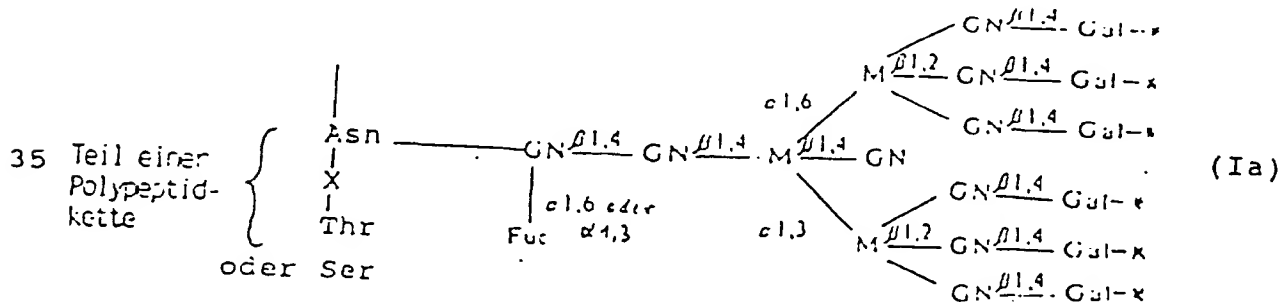 GN β1,4 Gal-x
M β1,2 GN β1,4 Gal-x
α1,6 GN β1,4 Gal-x
35 Teil einer Polypeptid- kette
Asn GN β1,4 GN β1,4 M β1,4 GN (Ia)
X
Thr Fuc α1,6 oder α1,3 α1,3
oder Ser
GN β1,4 Gal-x
M β1,2 GN β1,4 Gal-x
GN β1,4 Gal-x